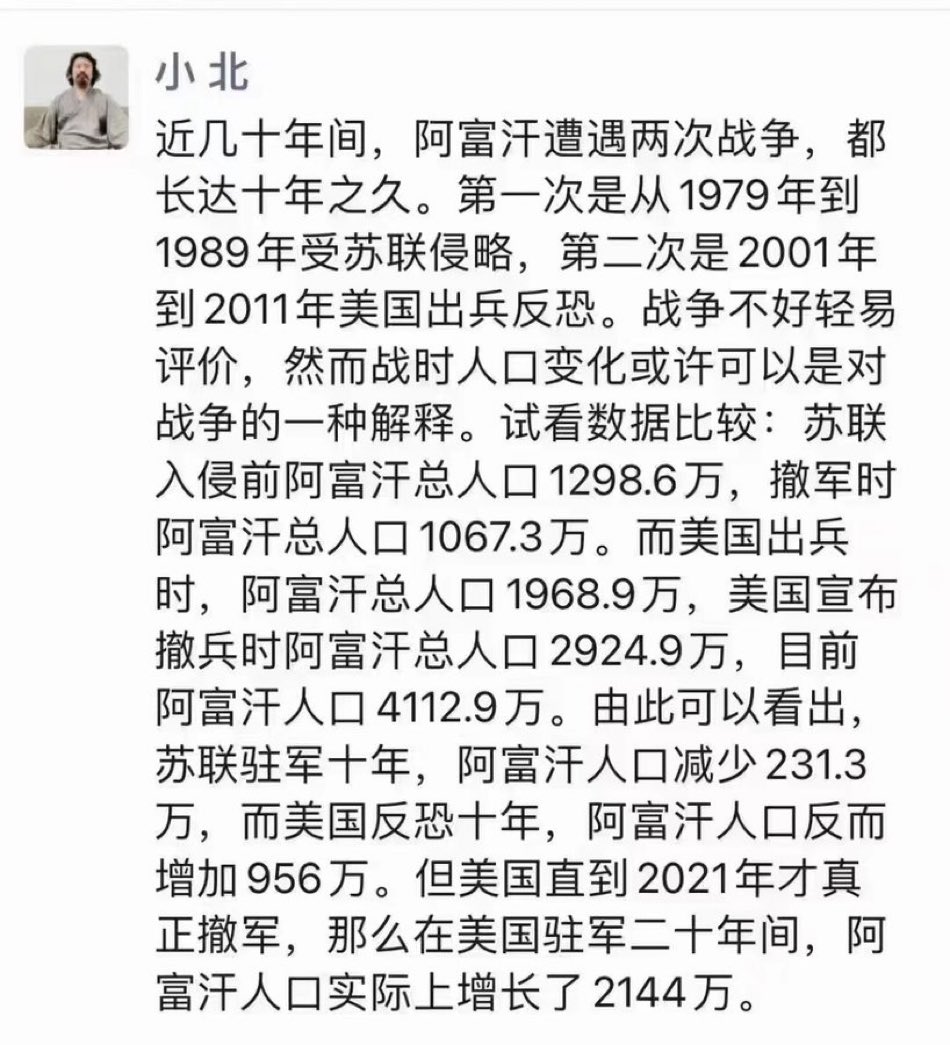 小北
近几十年间，阿富汗遭遇两次战争，都
长达十年之久。第一次是从1979年到
1989年受苏联侵略，第二次是2001年
到2011年美国出兵反恐。战争不好轻易
评价，然而战时人口变化或许可以是对
战争的一种解释。试看数据比较：苏联
入侵前阿富汗总人口1298.6万，撤军时
阿富汗总人口1067.3万。而美国出兵
时，阿富汗总人口1968.9万，美国宣布
撤兵时阿富汗总人口2924.9万，目前
阿富汗人口4112.9万。由此可以看出，
苏联驻军十年，阿富汗人口减少231.3
万，而美国反恐十年，阿富汗人口反而
增加956万。但美国直到2021年才真
正撤军，那么在美国驻军二十年间，阿
富汗人口实际上增长了2144万。